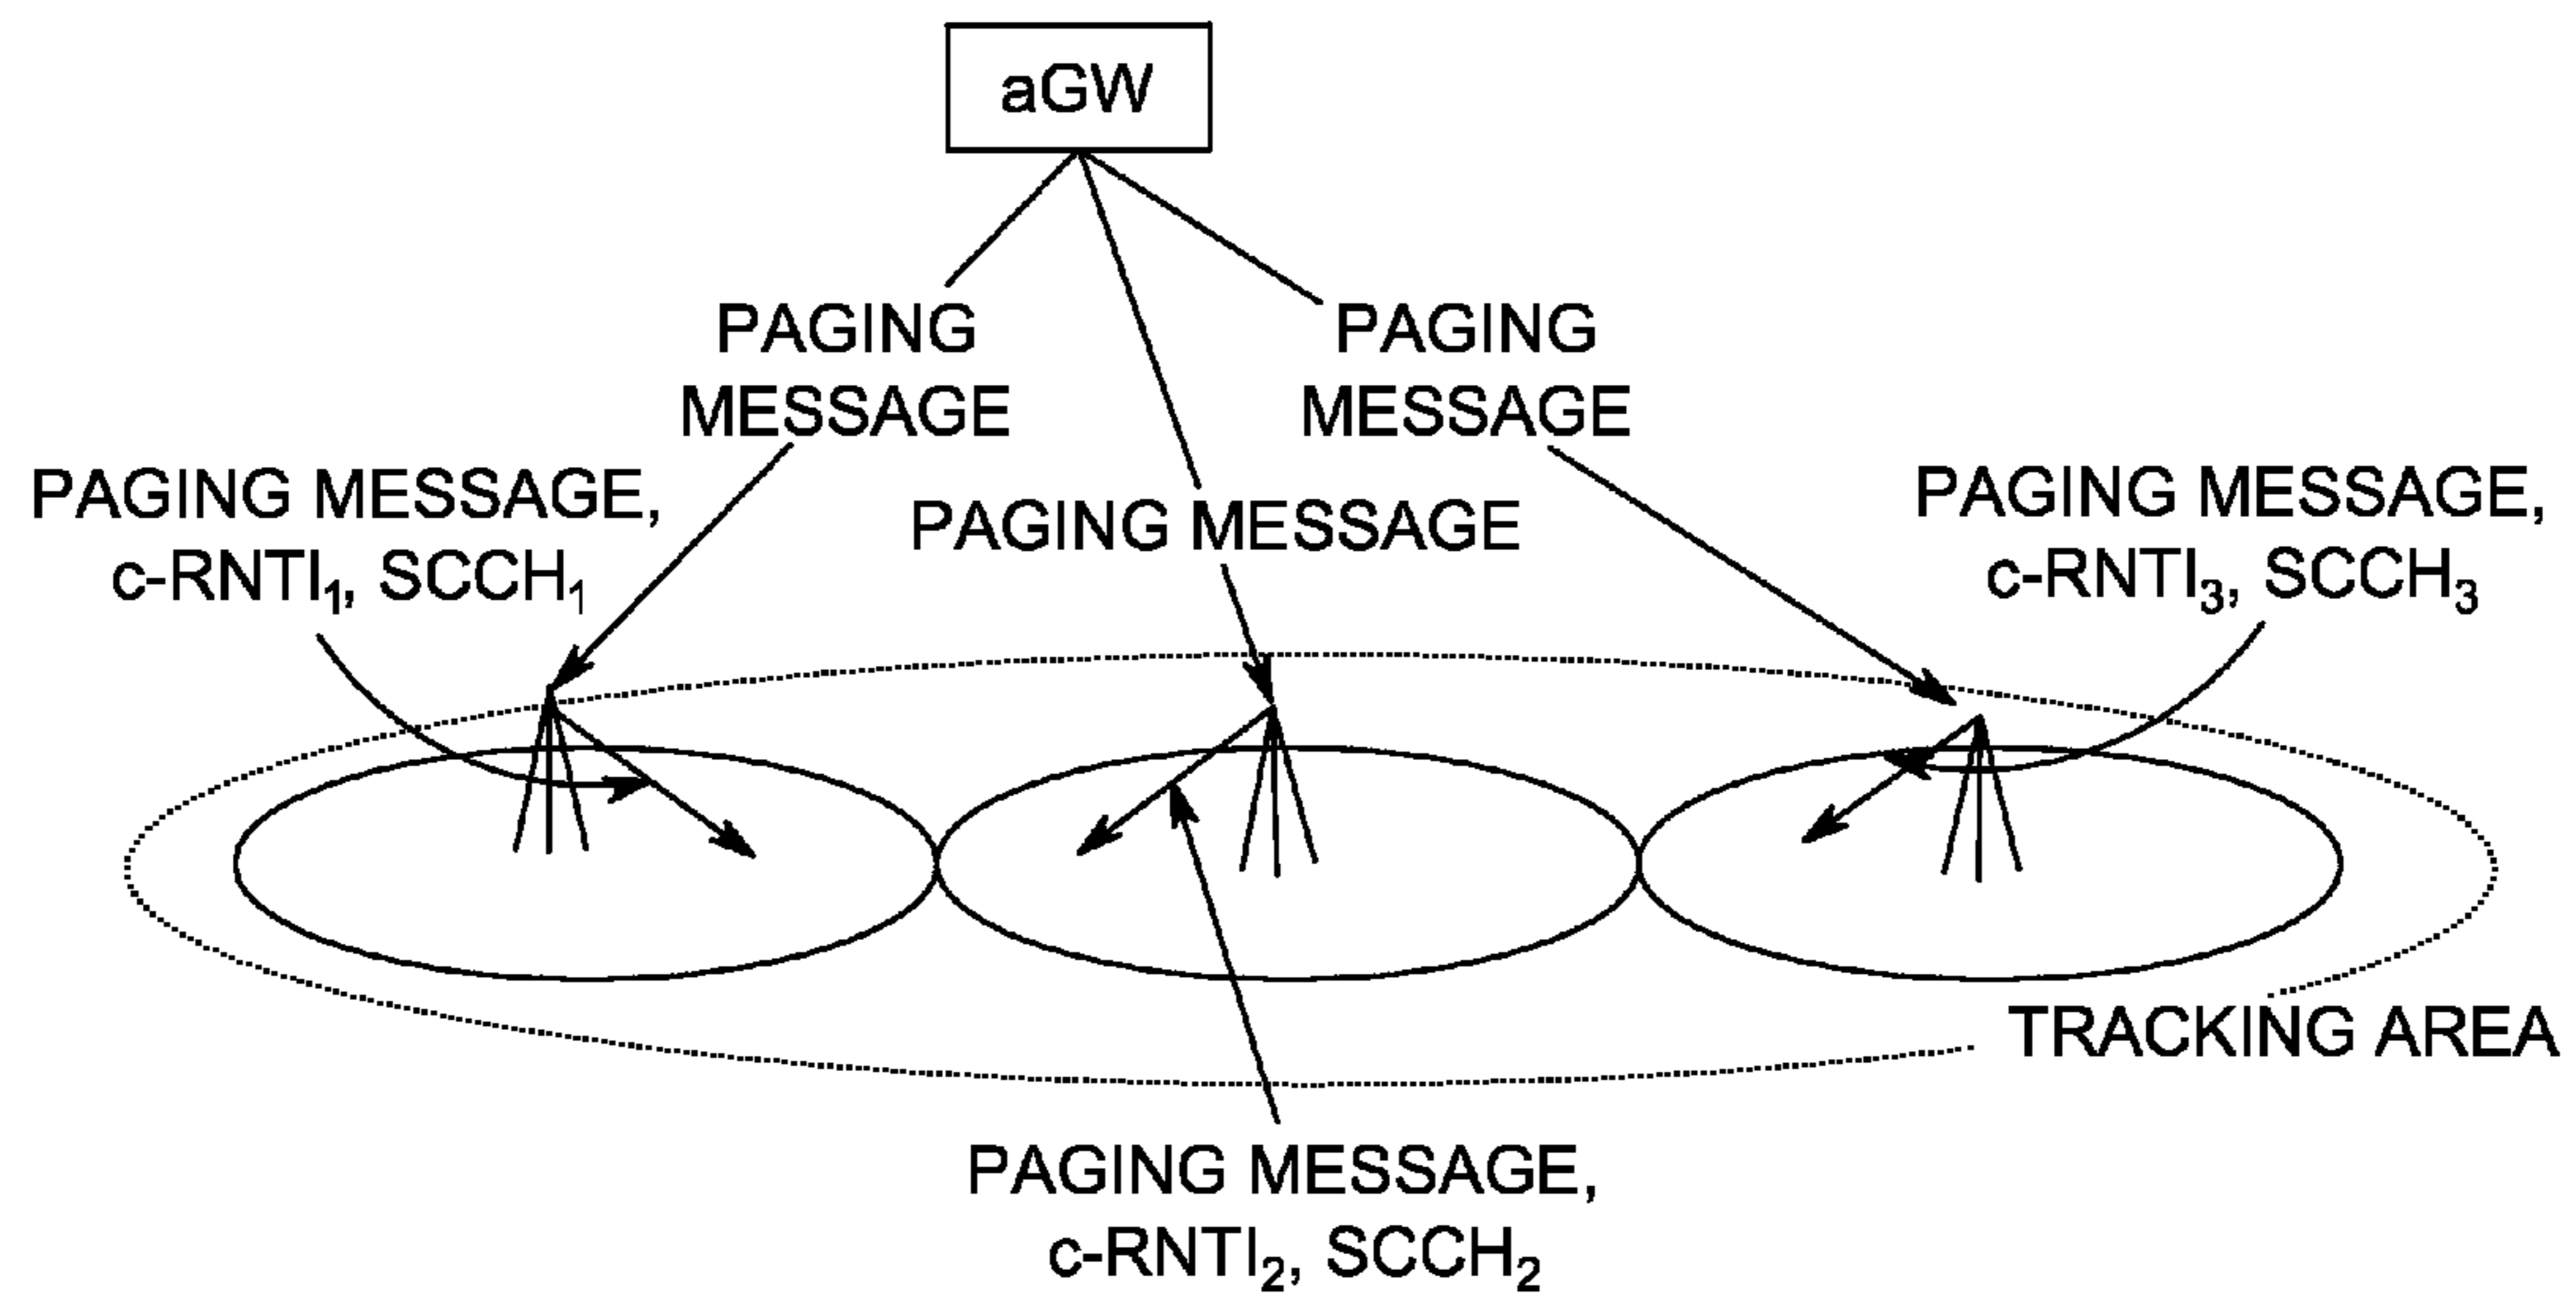 aGW
PAGING
MESSAGE
PAGING
MESSAGE
PAGING MESSAGE,
c-RNTI₁, SCCH₁
PAGING MESSAGE
PAGING MESSAGE,
c-RNTI₃, SCCH₃
TRACKING AREA
PAGING MESSAGE,
c-RNTI₂, SCCH₂